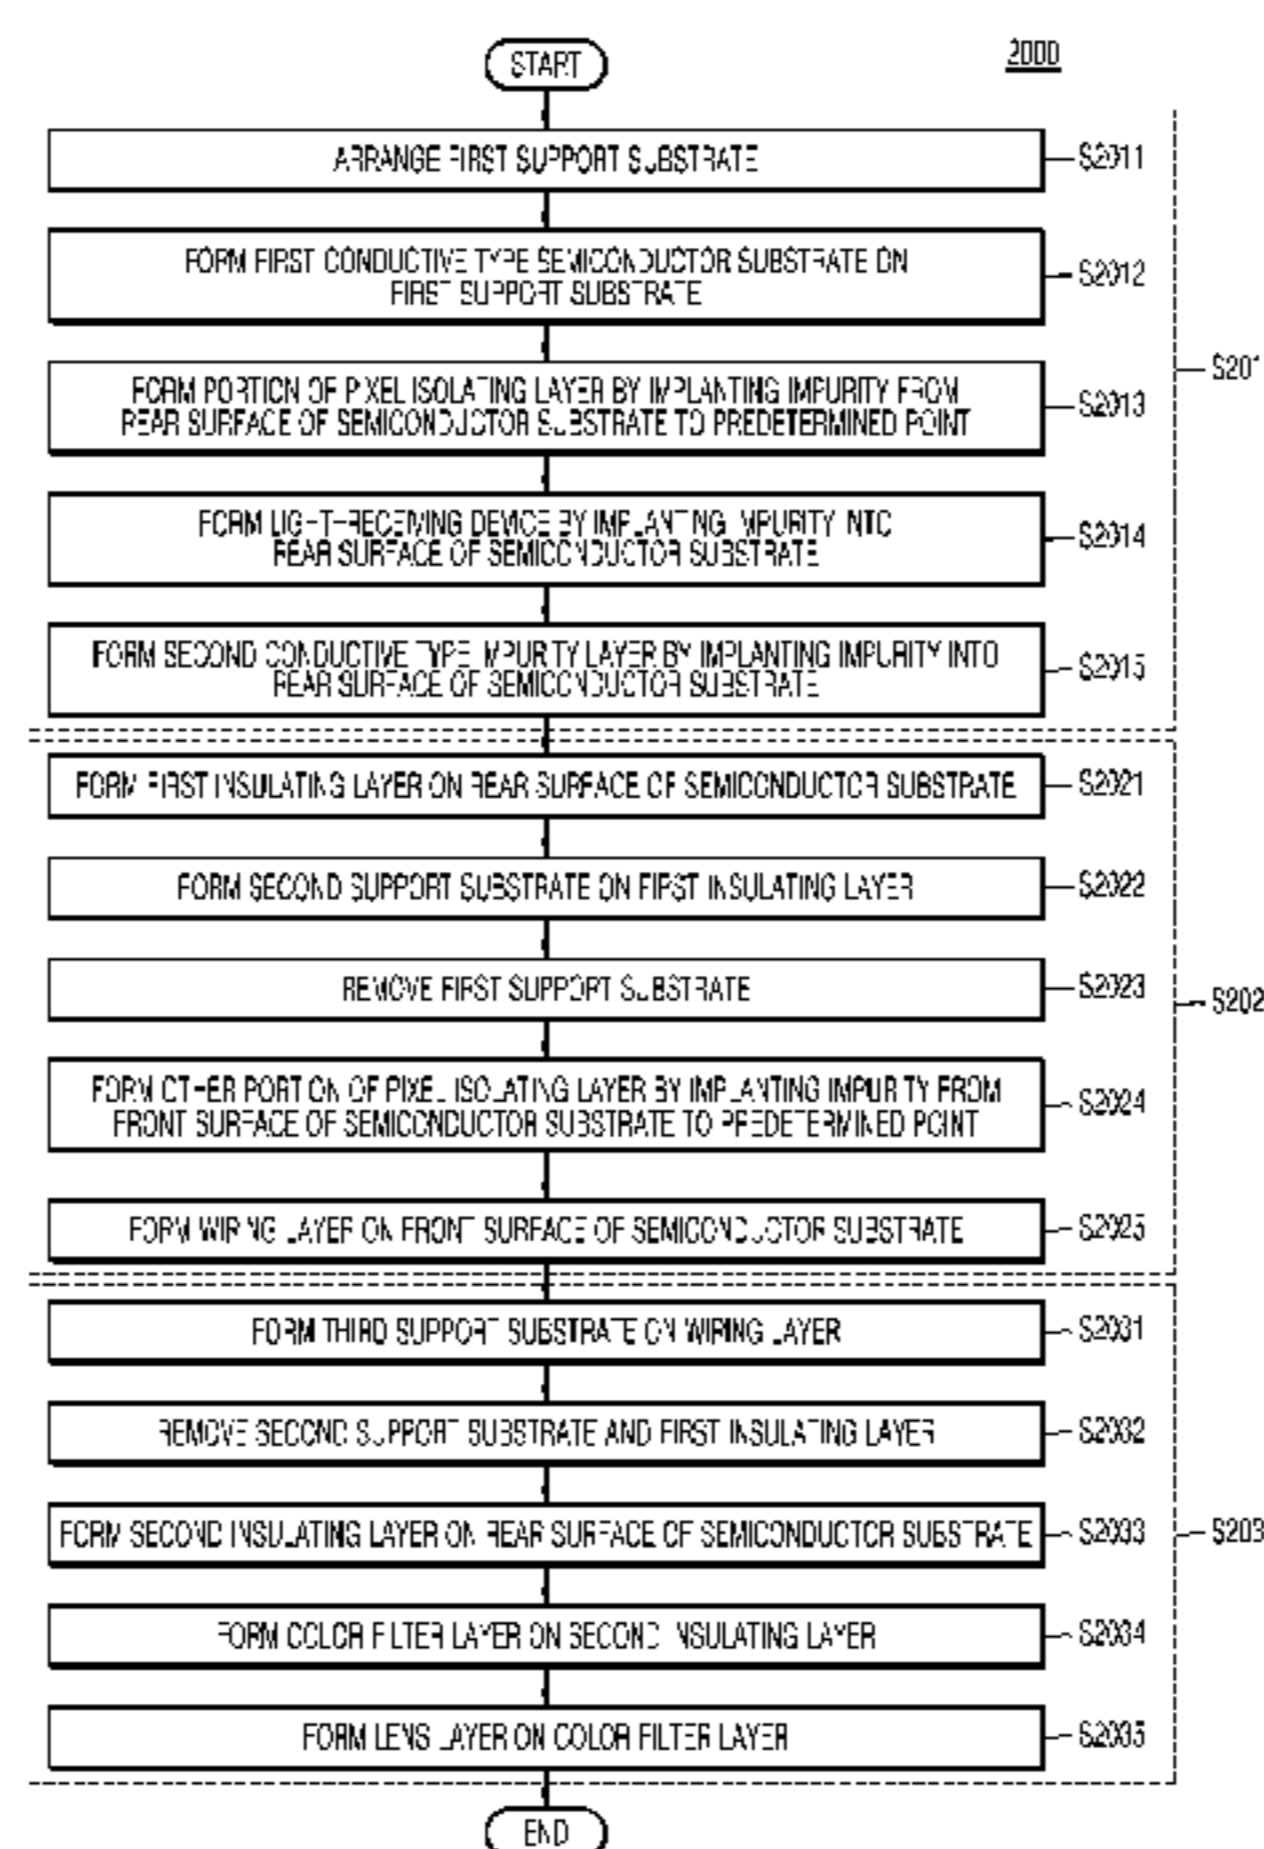 START
2000
ARRANGE FIRST SUPPORT SUBSTRATE
S2011
FORM FIRST CONDUCTIVE TYPE SEMICONDUCTOR SUBSTRATE ON
FIRST SUPPORT SUBSTRATE
S2012
FORM PORTION OF PIXEL ISOLATING LAYER BY IMPLANTING IMPURITY FROM
REAR SURFACE OF SEMICONDUCTOR SUBSTRATE TO PREDETERMINED POINT
S2013
S201
FORM LIGHT-RECEIVING DEVICE BY IMPLANTING IMPURITY INTO
REAR SURFACE OF SEMICONDUCTOR SUBSTRATE
S2014
FORM SECOND CONDUCTIVE TYPE IMPURITY LAYER BY IMPLANTING IMPURITY INTO
REAR SURFACE OF SEMICONDUCTOR SUBSTRATE
S2015
FORM FIRST INSULATING LAYER ON REAR SURFACE OF SEMICONDUCTOR SUBSTRATE
S2021
FORM SECOND SUPPORT SUBSTRATE ON FIRST INSULATING LAYER
S2022
REMOVE FIRST SUPPORT SUBSTRATE
S2023
S202
FORM OTHER PORTION OF PIXEL ISOLATING LAYER BY IMPLANTING IMPURITY FROM
FRONT SURFACE OF SEMICONDUCTOR SUBSTRATE TO PREDETERMINED POINT
S2024
FORM WIRING LAYER ON FRONT SURFACE OF SEMICONDUCTOR SUBSTRATE
S2025
FORM THIRD SUPPORT SUBSTRATE ON WIRING LAYER
S2031
REMOVE SECOND SUPPORT SUBSTRATE AND FIRST INSULATING LAYER
S2032
FORM SECOND INSULATING LAYER ON REAR SURFACE OF SEMICONDUCTOR SUBSTRATE
S2033
S203
FORM COLOR FILTER LAYER ON SECOND INSULATING LAYER
S2034
FORM LENS LAYER ON COLOR FILTER LAYER
S2035
END